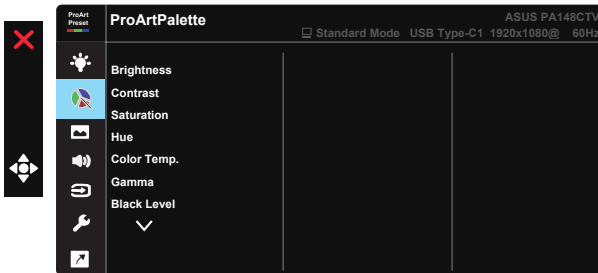 ProArt
Preset
ProArtPalette
ASUS PA148CTV
Standard Mode USB Type-C1 1920x1080@ 60Hz
Brightness
Contrast
Saturation
Hue
Color Temp.
Gamma
Black Level